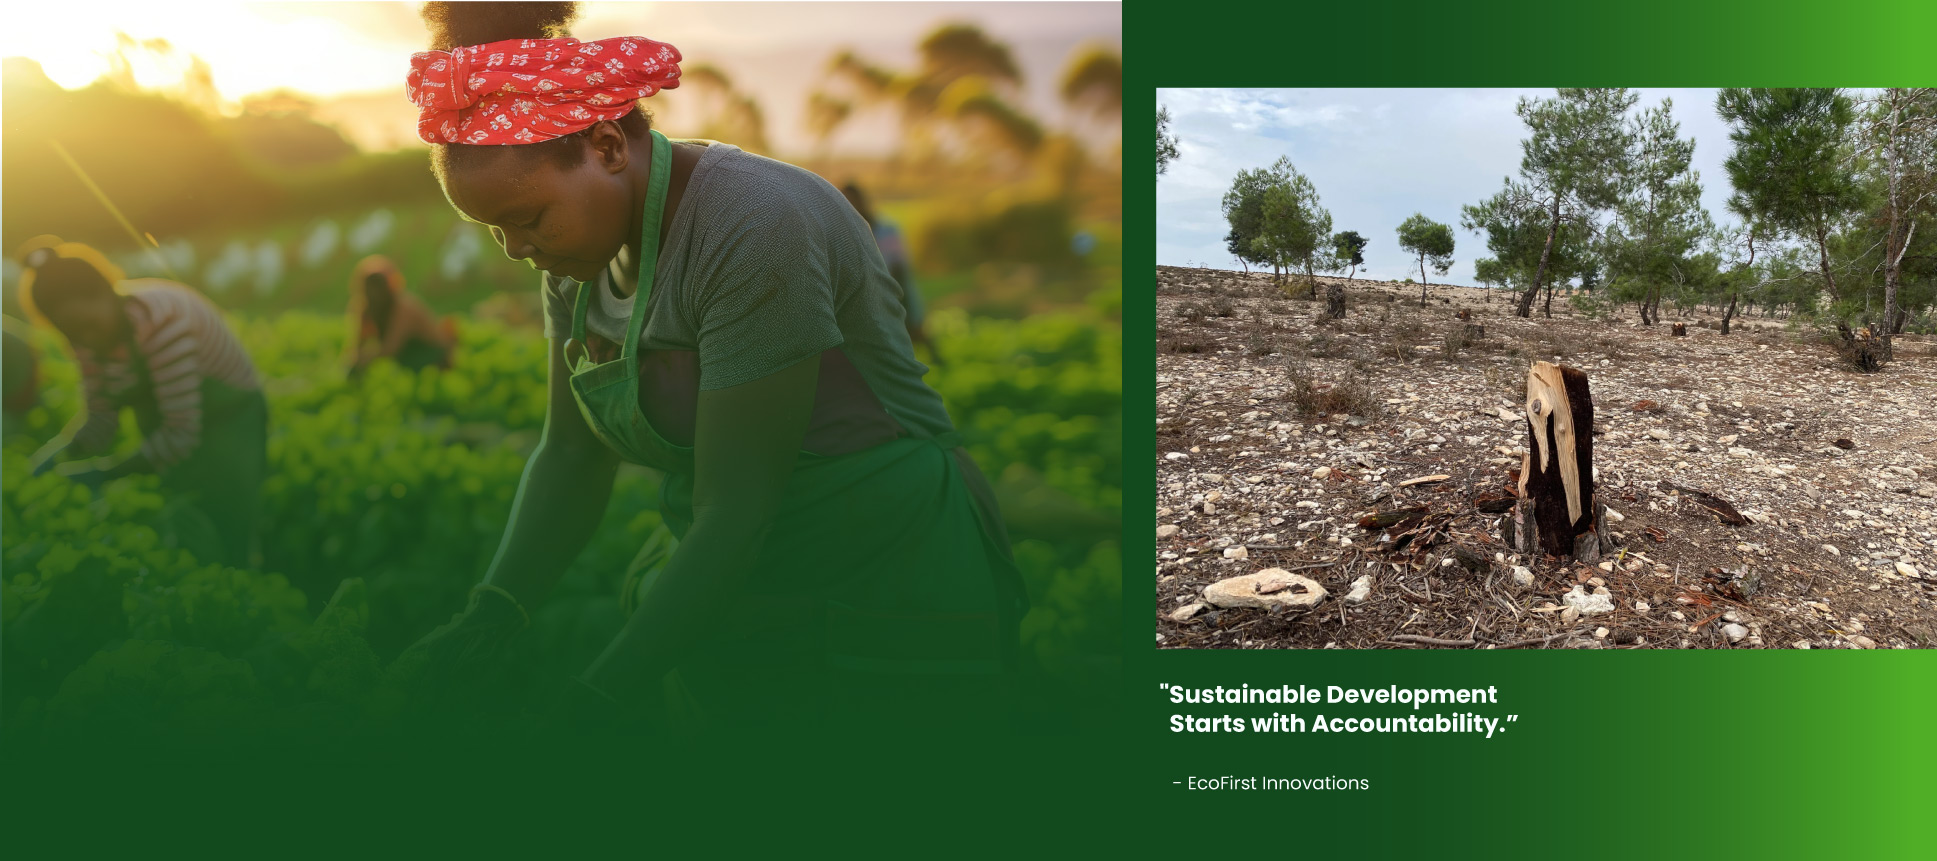 "Sustainable Development
Starts with Accountability.”
- EcoFirst Innovations